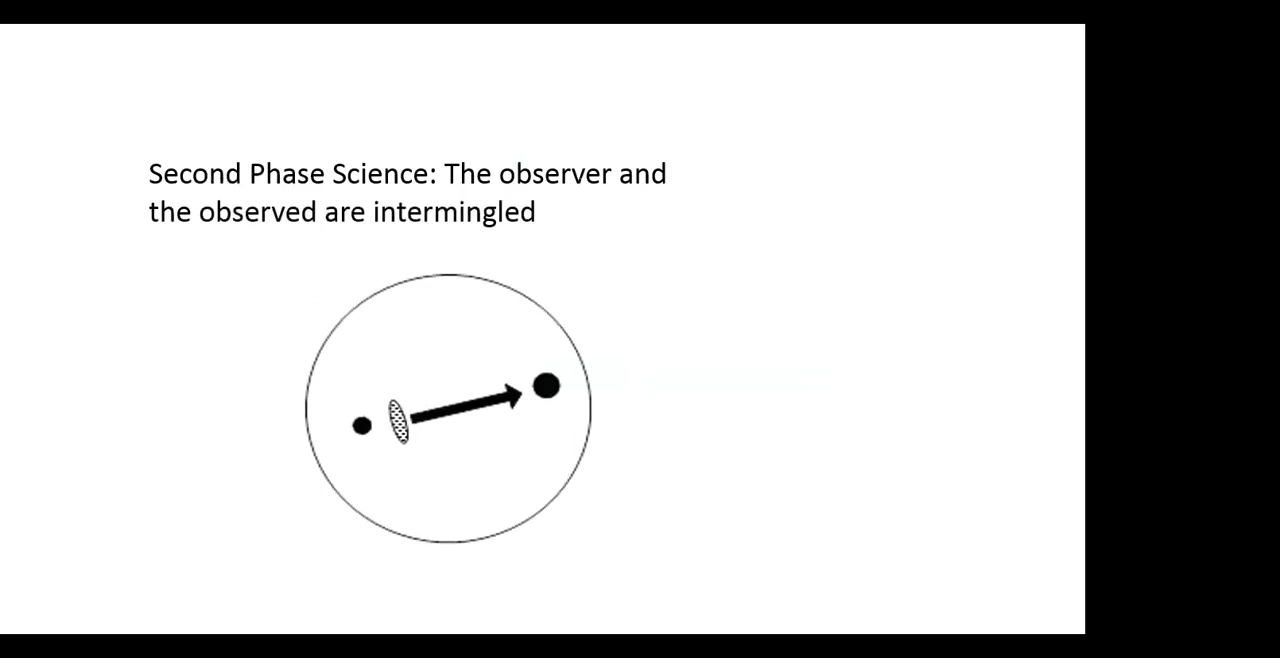 Second Phase Science: The observer and
the observed are intermingled